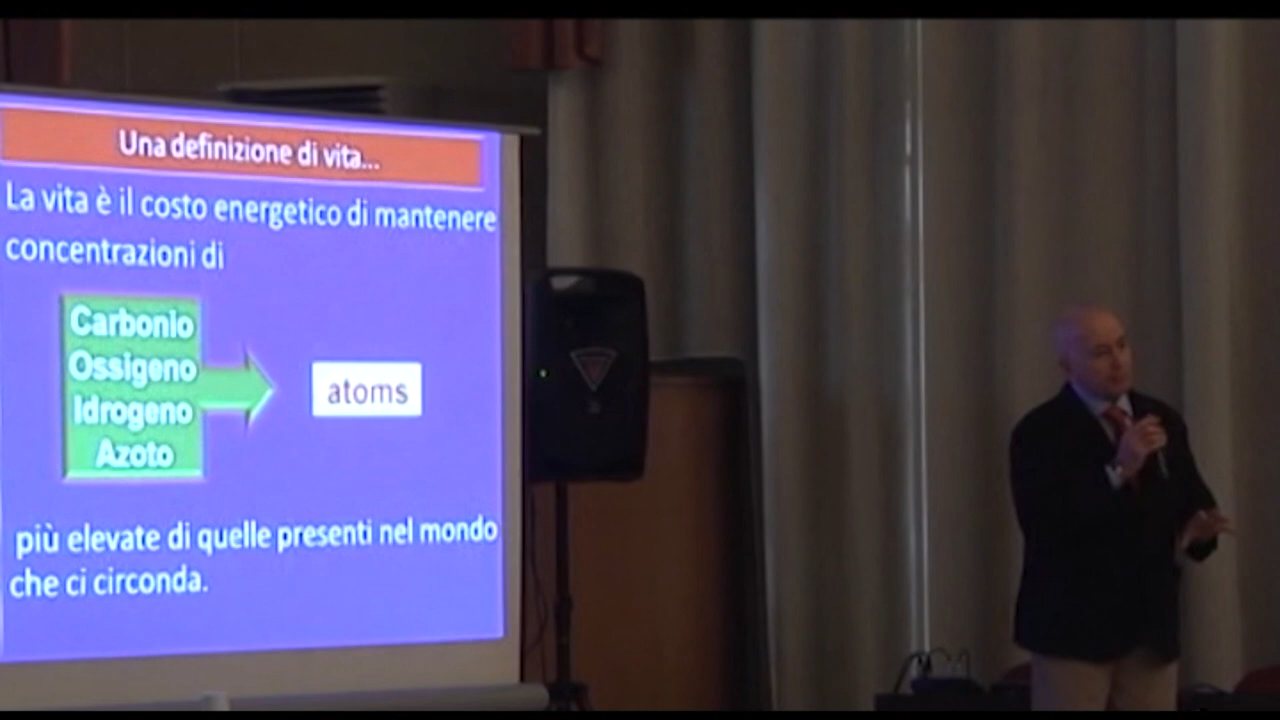 Una definizione di vita...
La vita è il costo energetico di mantenere
concentrazioni di
Carbonio
Ossigeno
Idrogeno
Azoto
atoms
più elevate di quelle presenti nel mondo
che ci circonda.